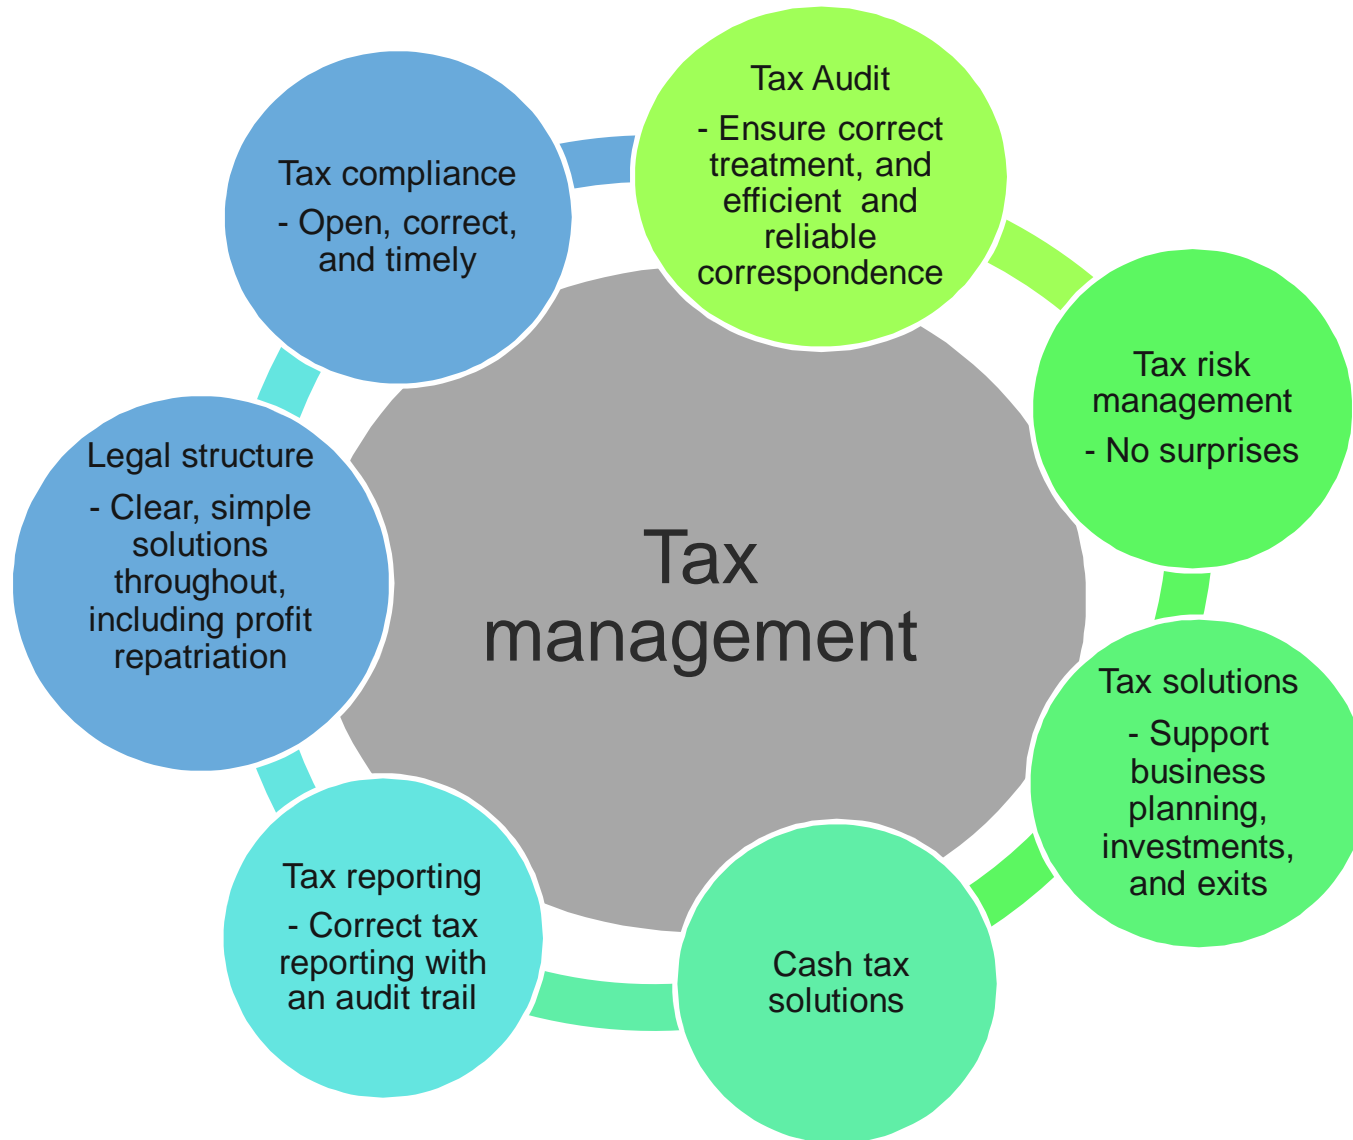 Tax Audit
- Ensure correct
treatment, and
efficient and
reliable
correspondence
Tax compliance
- Open, correct,
and timely
Tax risk
management
- No surprises
Legal structure
- Clear, simple
solutions
throughout,
including profit
repatriation
Tax
management
Tax solutions
- Support
business
planning,
investments,
and exits
Tax reporting
- Correct tax
reporting with
an audit trail
Cash tax
solutions